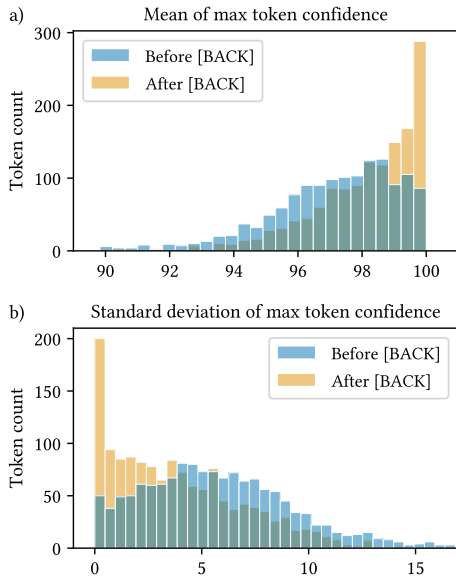 a)
Mean of max token confidence
Token count
300
200
100
0
Before [BACK]
After [BACK]
90 92 94 96 98 100
b)
Standard deviation of max token confidence
Token count
200
150
100
50
0
Before [BACK]
After [BACK]
0 5 10 15